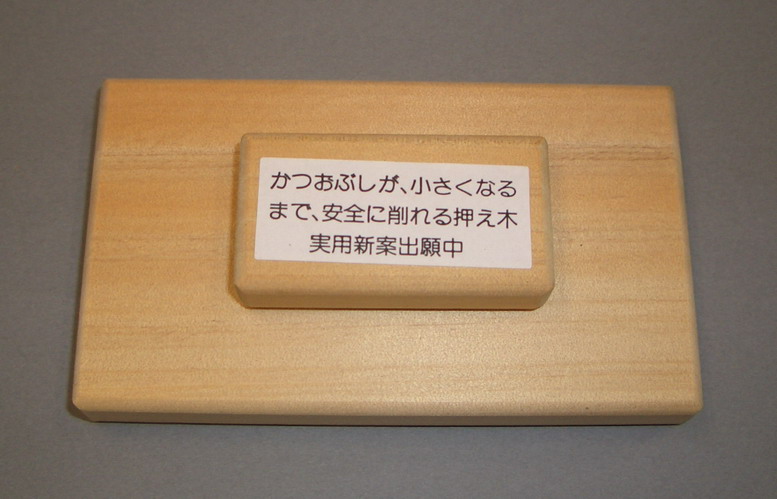 かつおぶしが、小さくなる
まで、安全に削れる押え木
実用新案出願中